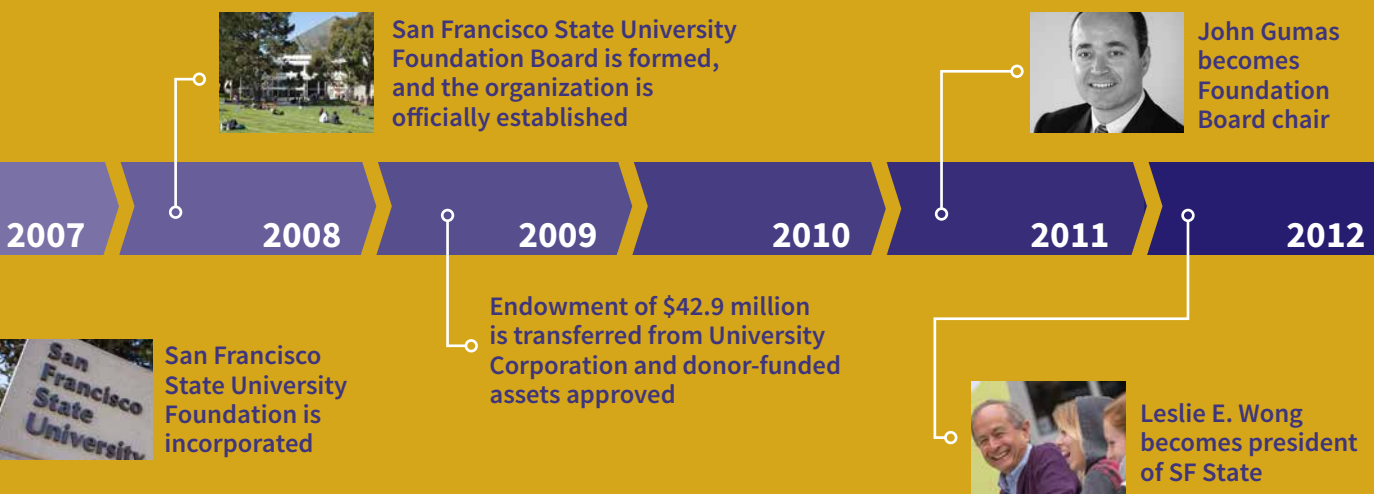 San Francisco State University
Foundation Board is formed,
and the organization is
officially established
John Gumas
becomes
Foundation
Board chair
2007
2008
2009
2010
2011
2012
San
Francisco
State
University
San Francisco
State University
Foundation is
incorporated
Endowment of $42.9 million
is transferred from University
Corporation and donor-funded
assets approved
Leslie E. Wong
becomes president
of SF State